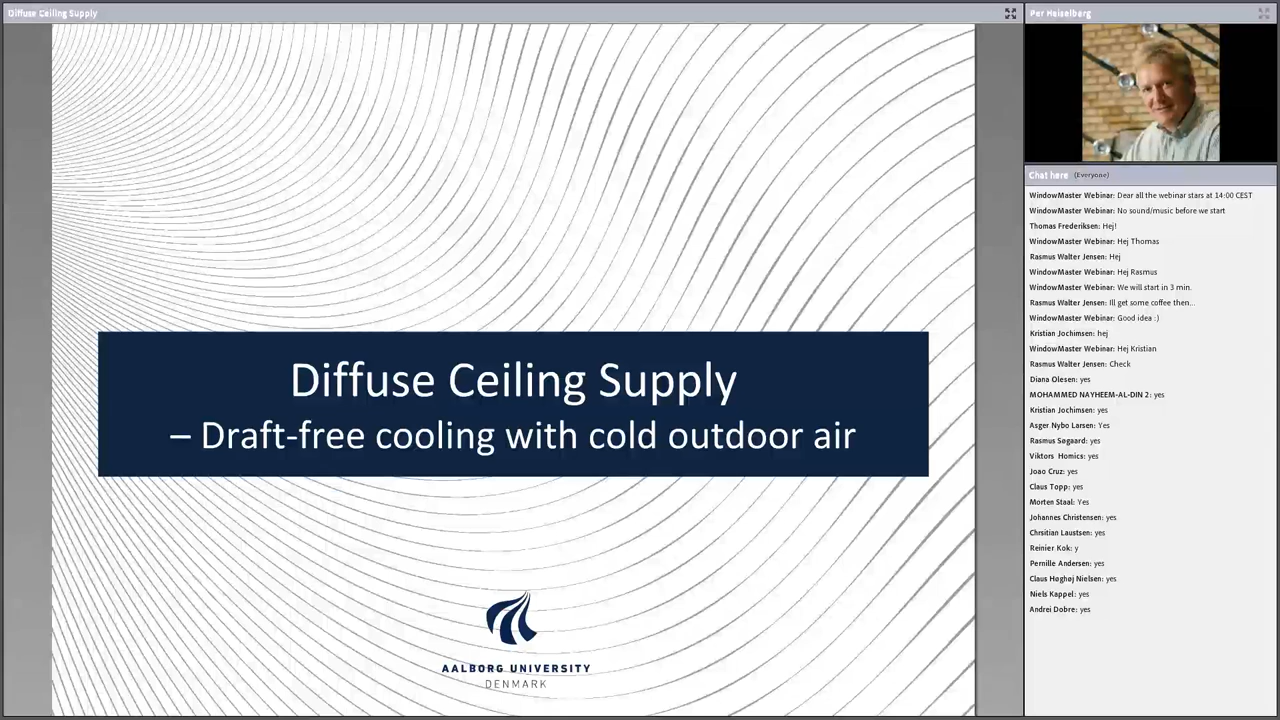 Diffuse Ceiling Supply
Diffuse Ceiling Supply
– Draft-free cooling with cold outdoor air
AALBORG UNIVERSITY
DENMARK
Per Heiselberg
Chat here (Everyone)
WindowMaster Webinar: Dear all the webinar stars at 14:00 CEST
WindowMaster Webinar: No sound/music before we start
Thomas Frederiksen: Hej!
WindowMaster Webinar: Hej Thomas
Rasmus Walter Jensen: Hej
WindowMaster Webinar: Hej Rasmus
WindowMaster Webinar: We will start in 3 min.
Rasmus Walter Jensen: Ill get some coffee then...
WindowMaster Webinar: Good idea :)
Kristian Jochimsen: hej
WindowMaster Webinar: Hej Kristian
Rasmus Walter Jensen: Check
Diana Olesen: yes
MOHAMMED NAYHEEM-AL-DIN 2: yes
Kristian Jochimsen: yes
Asger Nybo Larsen: Yes
Rasmus Søgaard: yes
Viktors Homics: yes
Joao Cruz: yes
Claus Topp: yes
Morten Staal: Yes
Johannes Christensen: yes
Chrsitian Laustsen: yes
Reinier Kok: y
Pernille Andersen: yes
Claus Høghøj Nielsen: yes
Niels Kappel: yes
Andrei Dobre: yes